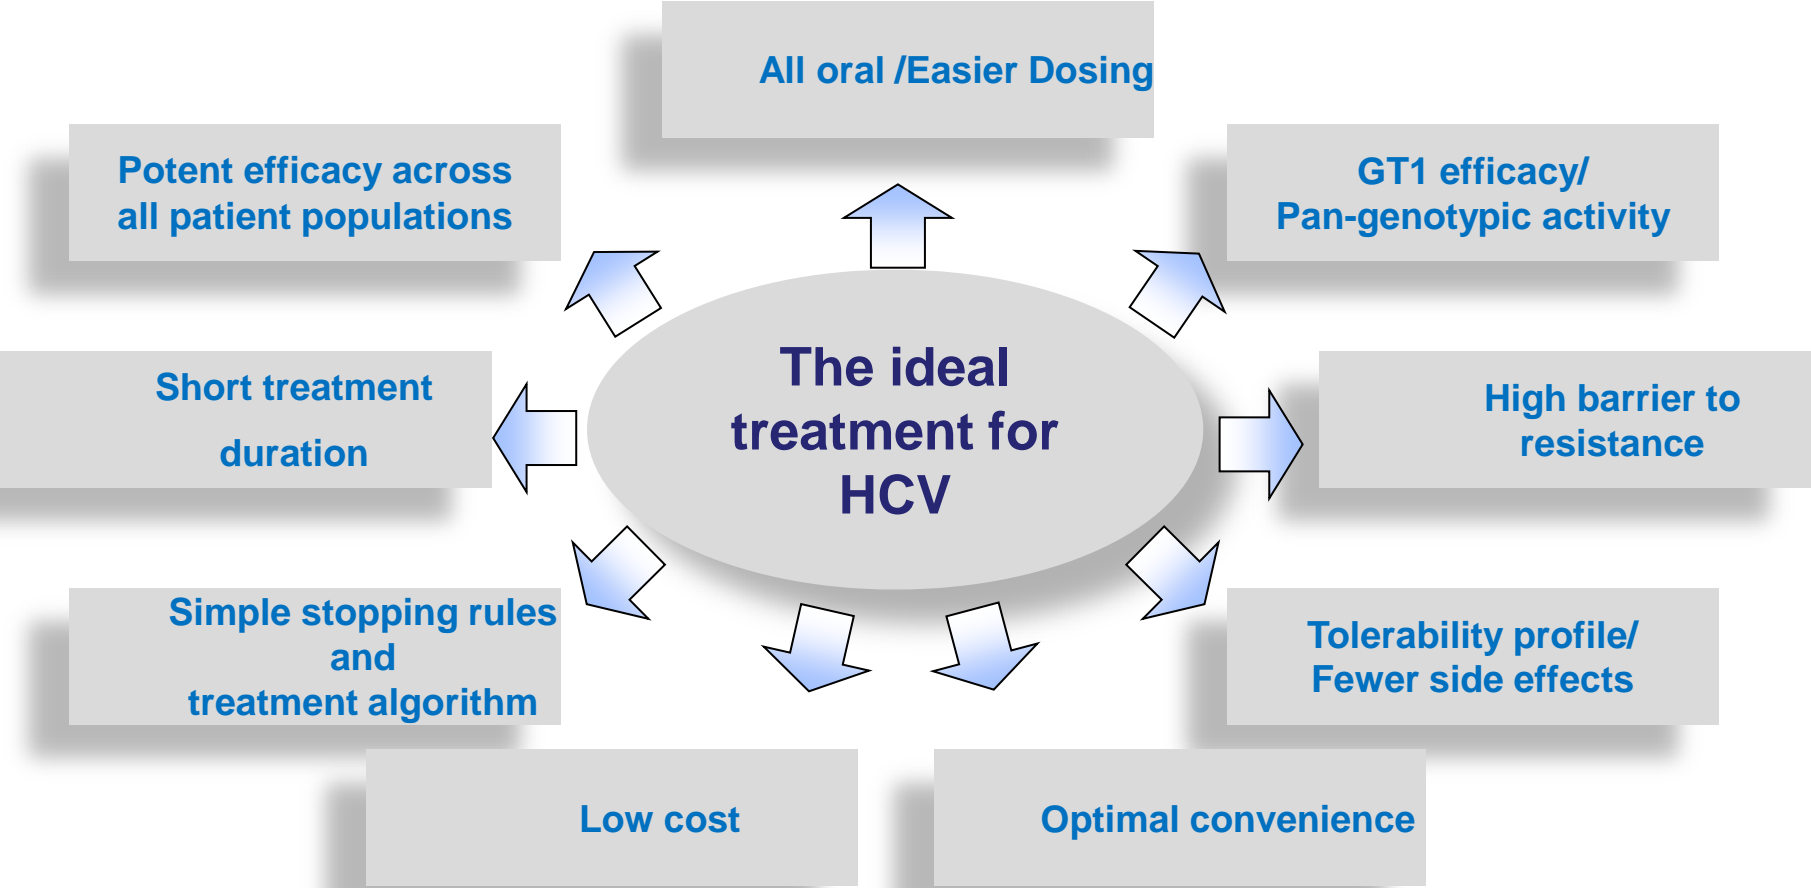 All oral /Easier Dosing
Potent efficacy across
all patient populations
GT1 efficacy/
Pan-genotypic activity
The ideal
treatment for
HCV
Short treatment
duration
High barrier to
resistance
Simple stopping rules
and
treatment algorithm
Tolerability profile/
Fewer side effects
Low cost
Optimal convenience